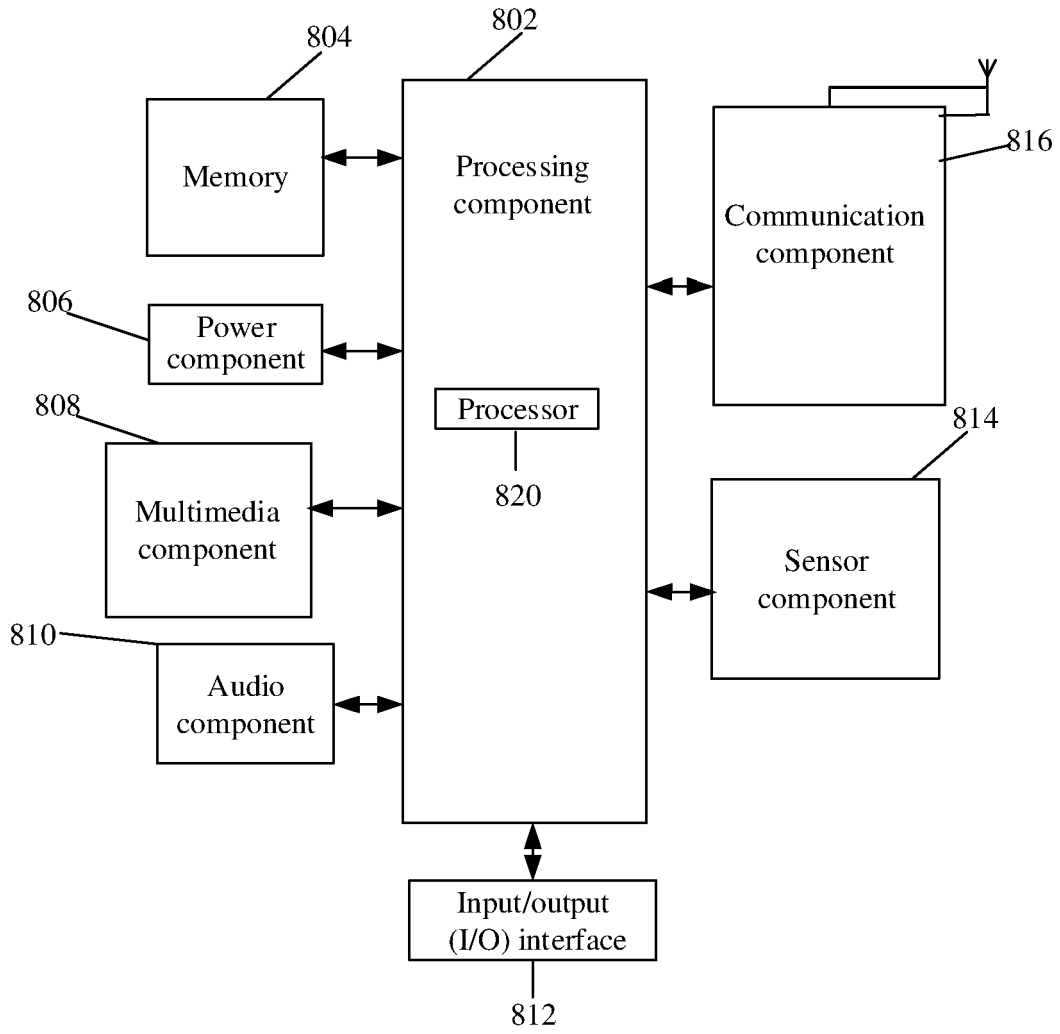 802
804
816
Processing
component
Memory
Communication
component
806
Power
component
808
Processor
820
814
Multimedia
component
Sensor
component
810
Audio
component
Input/output
(I/O) interface
812